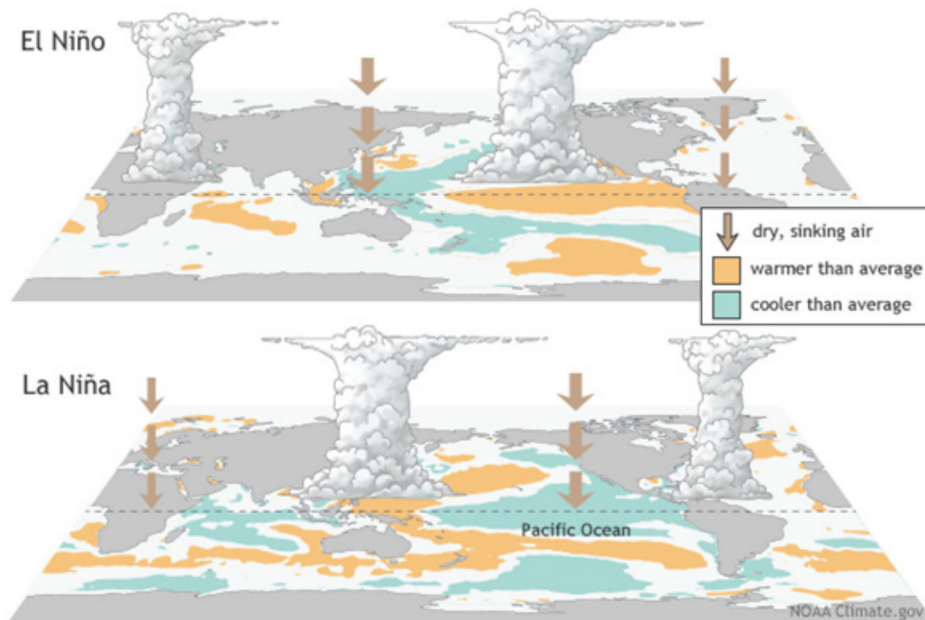 El Niño
dry, sinking air
warmer than average
cooler than average
La Niña
Pacific Ocean
NOAA Climate.gov